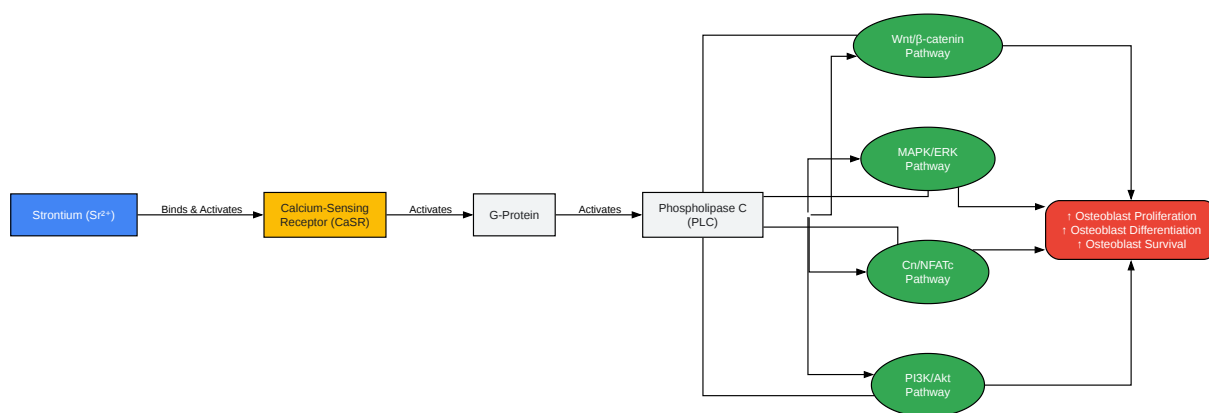 Wnt/β-catenin
Pathway
MAPK/ERK
Pathway
Strontium (Sr²⁺)
Binds & Activates
Calcium-Sensing
Receptor (CaSR)
Activates
G-Protein
Activates
Phospholipase C
(PLC)
↑ Osteoblast Proliferation
↑ Osteoblast Differentiation
↑ Osteoblast Survival
Cn/NFATc
Pathway
PI3K/Akt
Pathway